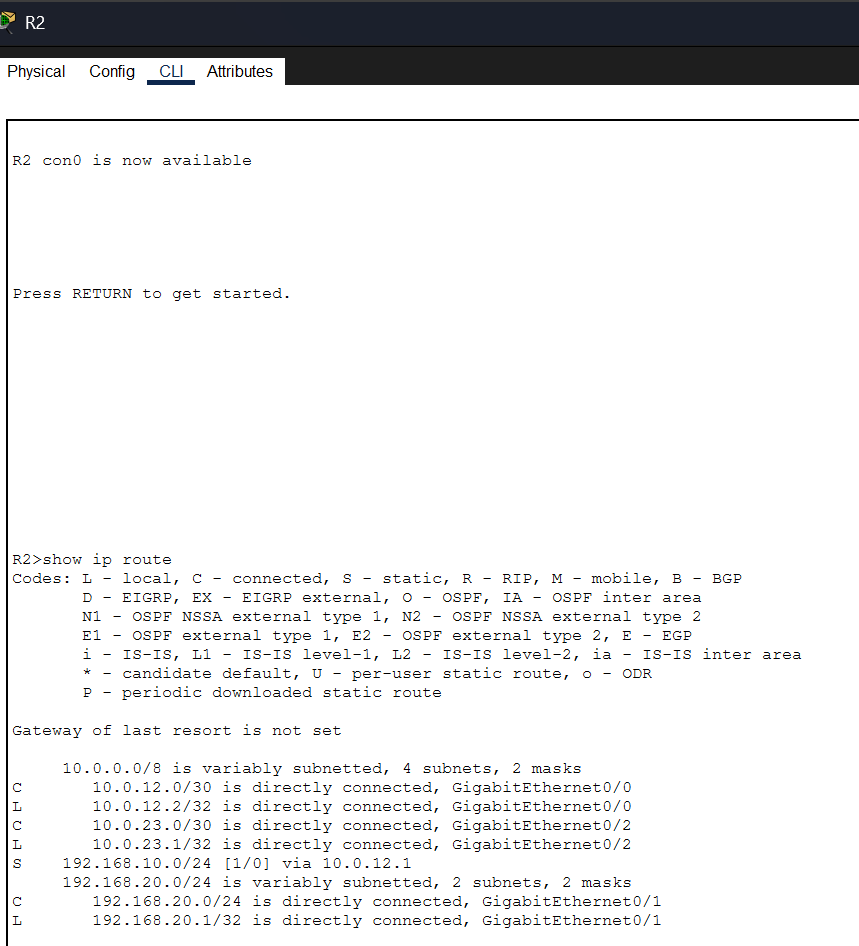 R2
Physical Config CLI Attributes
R2 con0 is now available
Press RETURN to get started.
R2>show ip route
Codes: L - local, C - connected, S - static, R - RIP, M - mobile, B - BGP
       D - EIGRP, EX - EIGRP external, O - OSPF, IA - OSPF inter area
       N1 - OSPF NSSA external type 1, N2 - OSPF NSSA external type 2
       E1 - OSPF external type 1, E2 - OSPF external type 2, E - EGP
       i - IS-IS, L1 - IS-IS level-1, L2 - IS-IS level-2, ia - IS-IS inter area
       * - candidate default, U - per-user static route, o - ODR
       P - periodic downloaded static route
Gateway of last resort is not set
     10.0.0.0/8 is variably subnetted, 4 subnets, 2 masks
C       10.0.12.0/30 is directly connected, GigabitEthernet0/0
L       10.0.12.2/32 is directly connected, GigabitEthernet0/0
C       10.0.23.0/30 is directly connected, GigabitEthernet0/2
L       10.0.23.1/32 is directly connected, GigabitEthernet0/2
S    192.168.10.0/24 [1/0] via 10.0.12.1
     192.168.20.0/24 is variably subnetted, 2 subnets, 2 masks
C       192.168.20.0/24 is directly connected, GigabitEthernet0/1
L       192.168.20.1/32 is directly connected, GigabitEthernet0/1